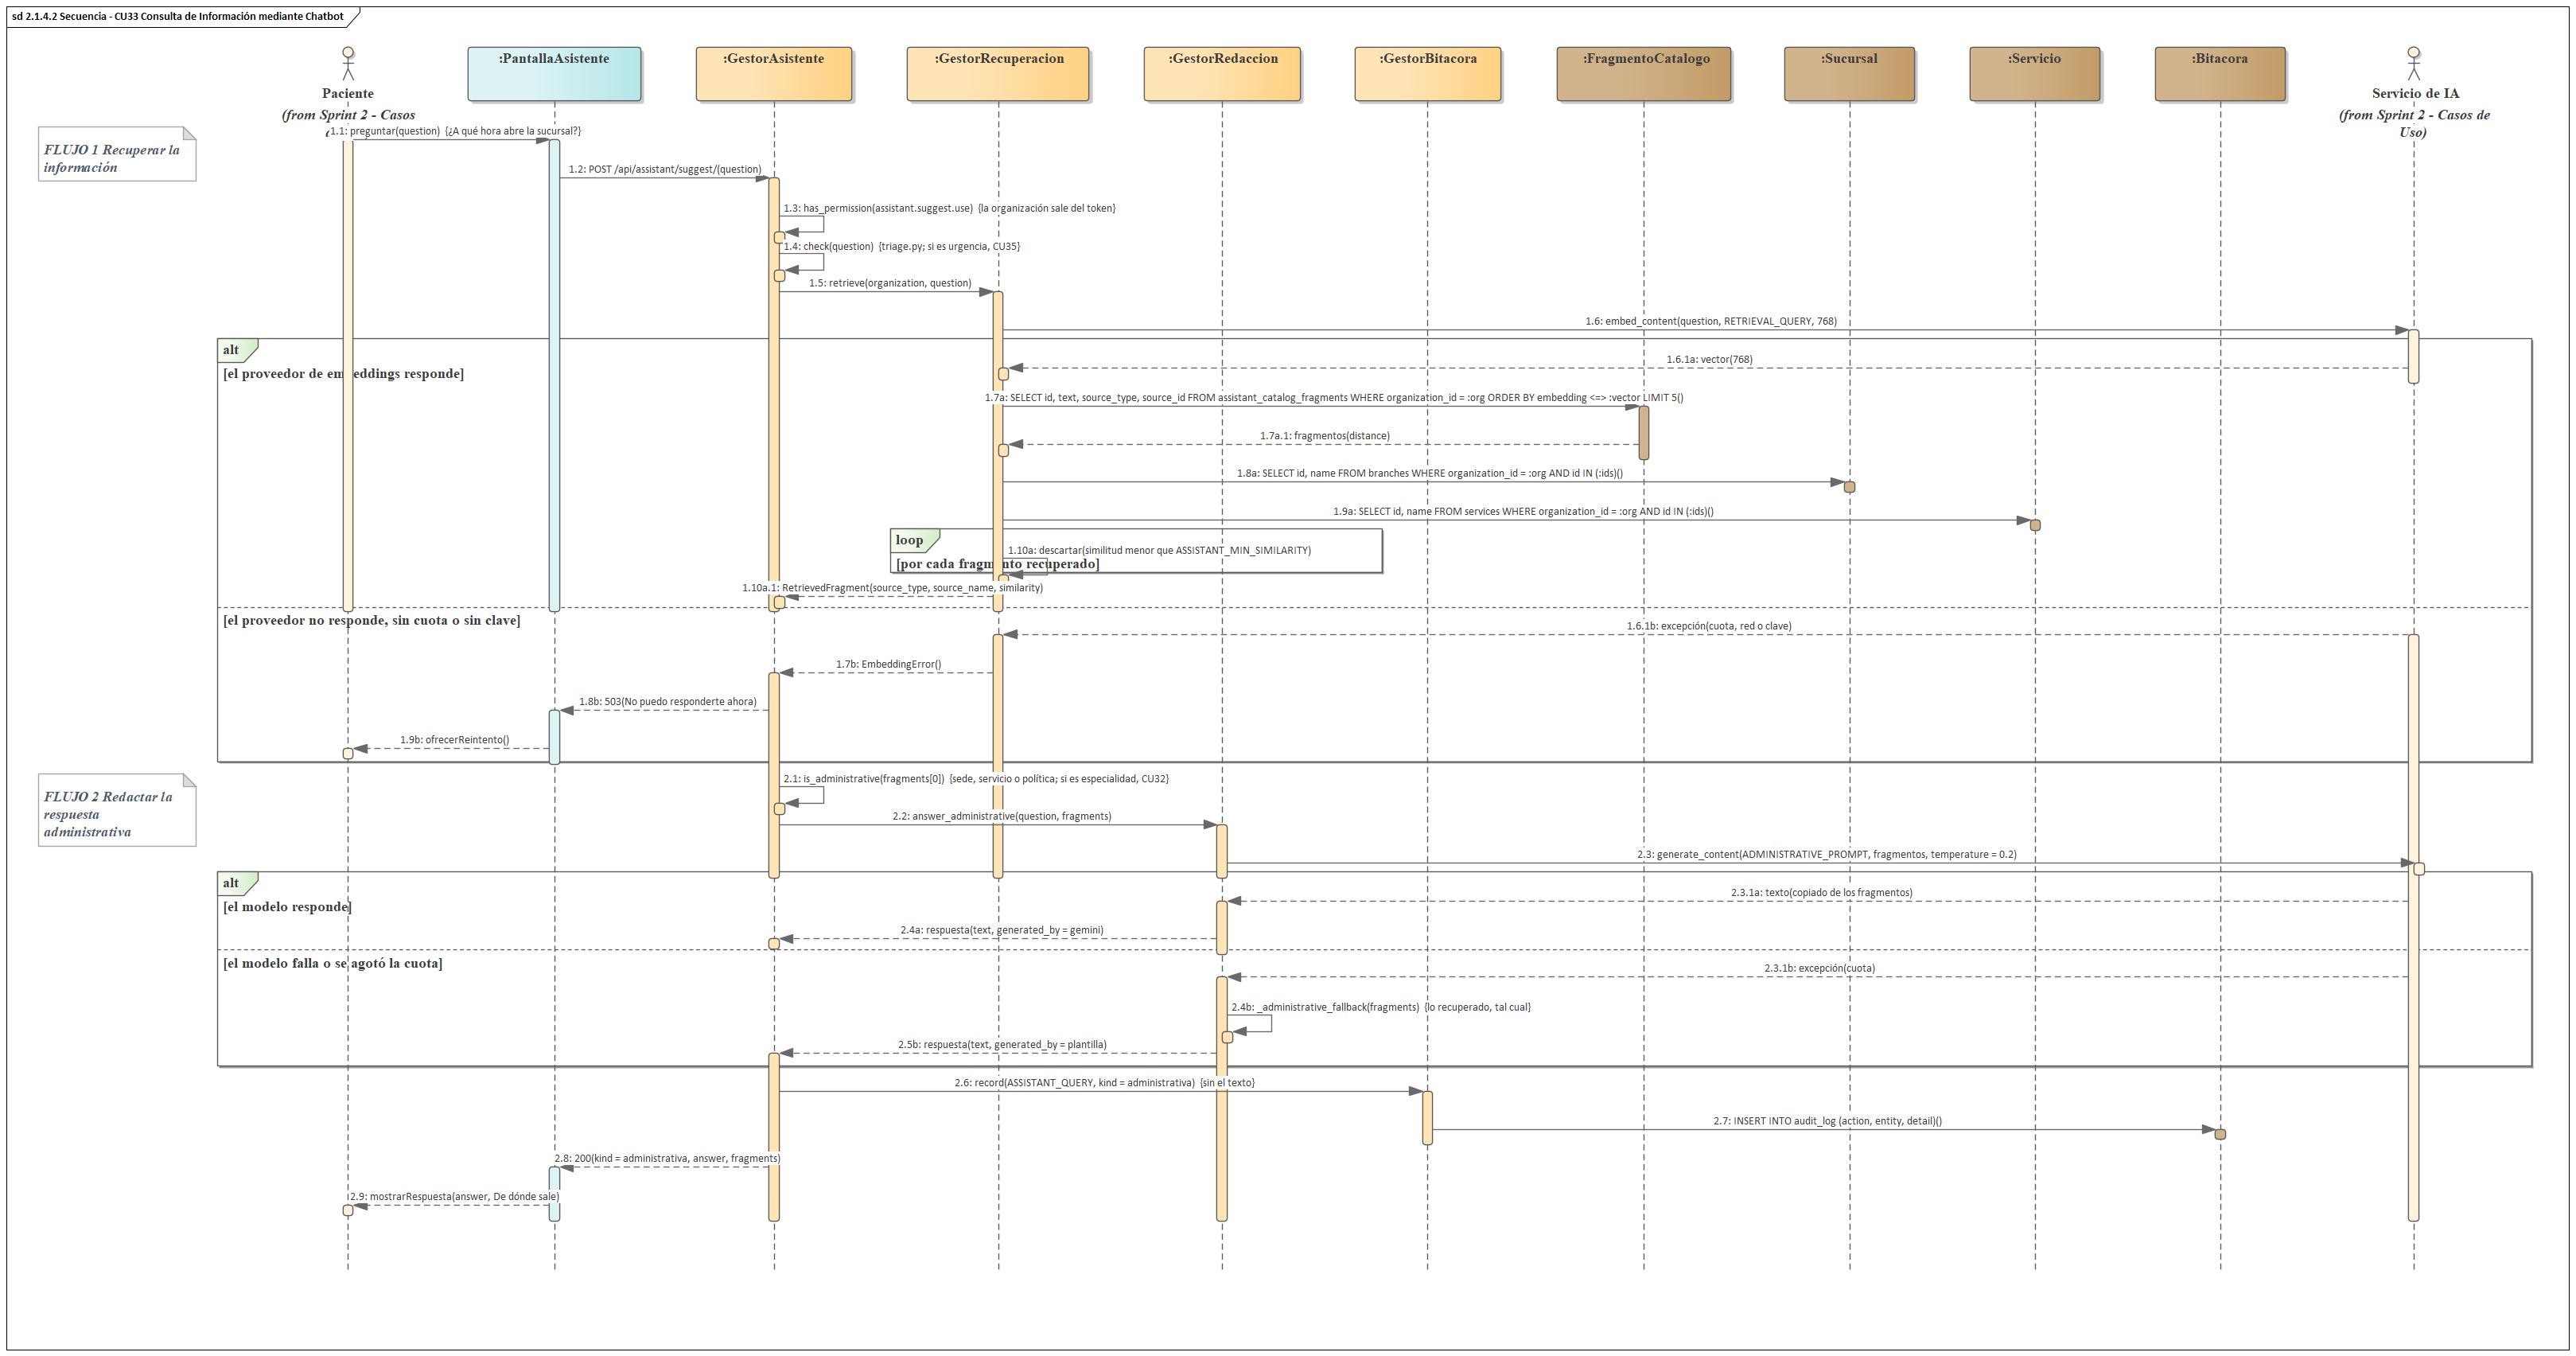 sd 2.1.4.2 Secuencia - CU33 Consulta de Información mediante Chatbot
Paciente
(from Sprint 2 - Casos
:PantallaAsistente
:GestorAsistente
:GestorRecuperacion
:GestorRedaccion
:GestorBitacora
:FragmentoCatalogo
:Sucursal
:Servicio
:Bitacora
Servicio de IA
(from Sprint 2 - Casos de
Uso)
FLUJO 1 Recuperar la
información
1.1: preguntar(question) {¿A qué hora abre la sucursal?}
1.2: POST /api/assistant/suggest/(question)
1.3: has_permission(assistant.suggest.use) {la organización sale del token}
1.4: check(question) {triage.py; si es urgencia, CU35}
1.5: retrieve(organization, question)
1.6: embed_content(question, RETRIEVAL_QUERY, 768)
alt
[el proveedor de embeddings responde]
1.6.1a: vector(768)
1.7a: SELECT id, text, source_type, source_id FROM assistant_catalog_fragments WHERE organization_id = :org ORDER BY embedding <=> :vector LIMIT 5()
1.7a.1: fragmentos(distance)
1.8a: SELECT id, name FROM branches WHERE organization_id = :org AND id IN (:ids)()
1.9a: SELECT id, name FROM services WHERE organization_id = :org AND id IN (:ids)()
loop
1.10a: descartar(similitud menor que ASSISTANT_MIN_SIMILARITY)
[por cada fragmento recuperado]
1.10a.1: RetrievedFragment(source_type, source_name, similarity)
[el proveedor no responde, sin cuota o sin clave]
1.6.1b: excepción(cuota, red o clave)
1.7b: EmbeddingError()
1.8b: 503(No puedo responderte ahora)
1.9b: ofrecerReintento()
FLUJO 2 Redactar la
respuesta
administrativa
2.1: is_administrative(fragments[0]) {sede, servicio o política; si es especialidad, CU32}
2.2: answer_administrative(question, fragments)
2.3: generate_content(ADMINISTRATIVE_PROMPT, fragmentos, temperature = 0.2)
alt
[el modelo responde]
2.3.1a: texto(copiado de los fragmentos)
2.4a: respuesta(text, generated_by = gemini)
[el modelo falla o se agotó la cuota]
2.3.1b: excepción(cuota)
2.4b: _administrative_fallback(fragments) {lo recuperado, tal cual}
2.5b: respuesta(text, generated_by = plantilla)
2.6: record(ASSISTANT_QUERY, kind = administrativa) {sin el texto}
2.7: INSERT INTO audit_log (action, entity, detail)()
2.8: 200(kind = administrativa, answer, fragments)
2.9: mostrarRespuesta(answer, De dónde sale)